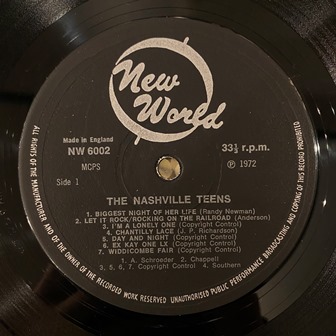 New
World
Made in England
NW 6002
MCPS
Side 1
33⅓ r.p.m.
Ⓟ 1972
THE NASHVILLE TEENS
1. BIGGEST NIGHT OF HER LIFE (Randy Newman)
2. LET IT ROCK/ROCKING ON THE RAILROAD (Anderson)
3. I'M A LONELY ONE (Copyright Control)
4. CHANTILLY LACE (J. P. Richardson)
5. DAY AND NIGHT (Copyright Control)
6. EX KAY ONE LX (Copyright Control)
7. WIDDICOMBE FAIR (Copyright Control)
1. A. Schroeder 2. Chappell
3, 5, 6, 7. Copyright Control 4. Southern
ALL RIGHTS OF THE MANUFACTURER AND OF THE OWNER OF THE RECORDED WORK RESERVED UNAUTHORISED PUBLIC PERFORMANCE BROADCASTING AND COPYING OF THIS RECORD PROHIBITED